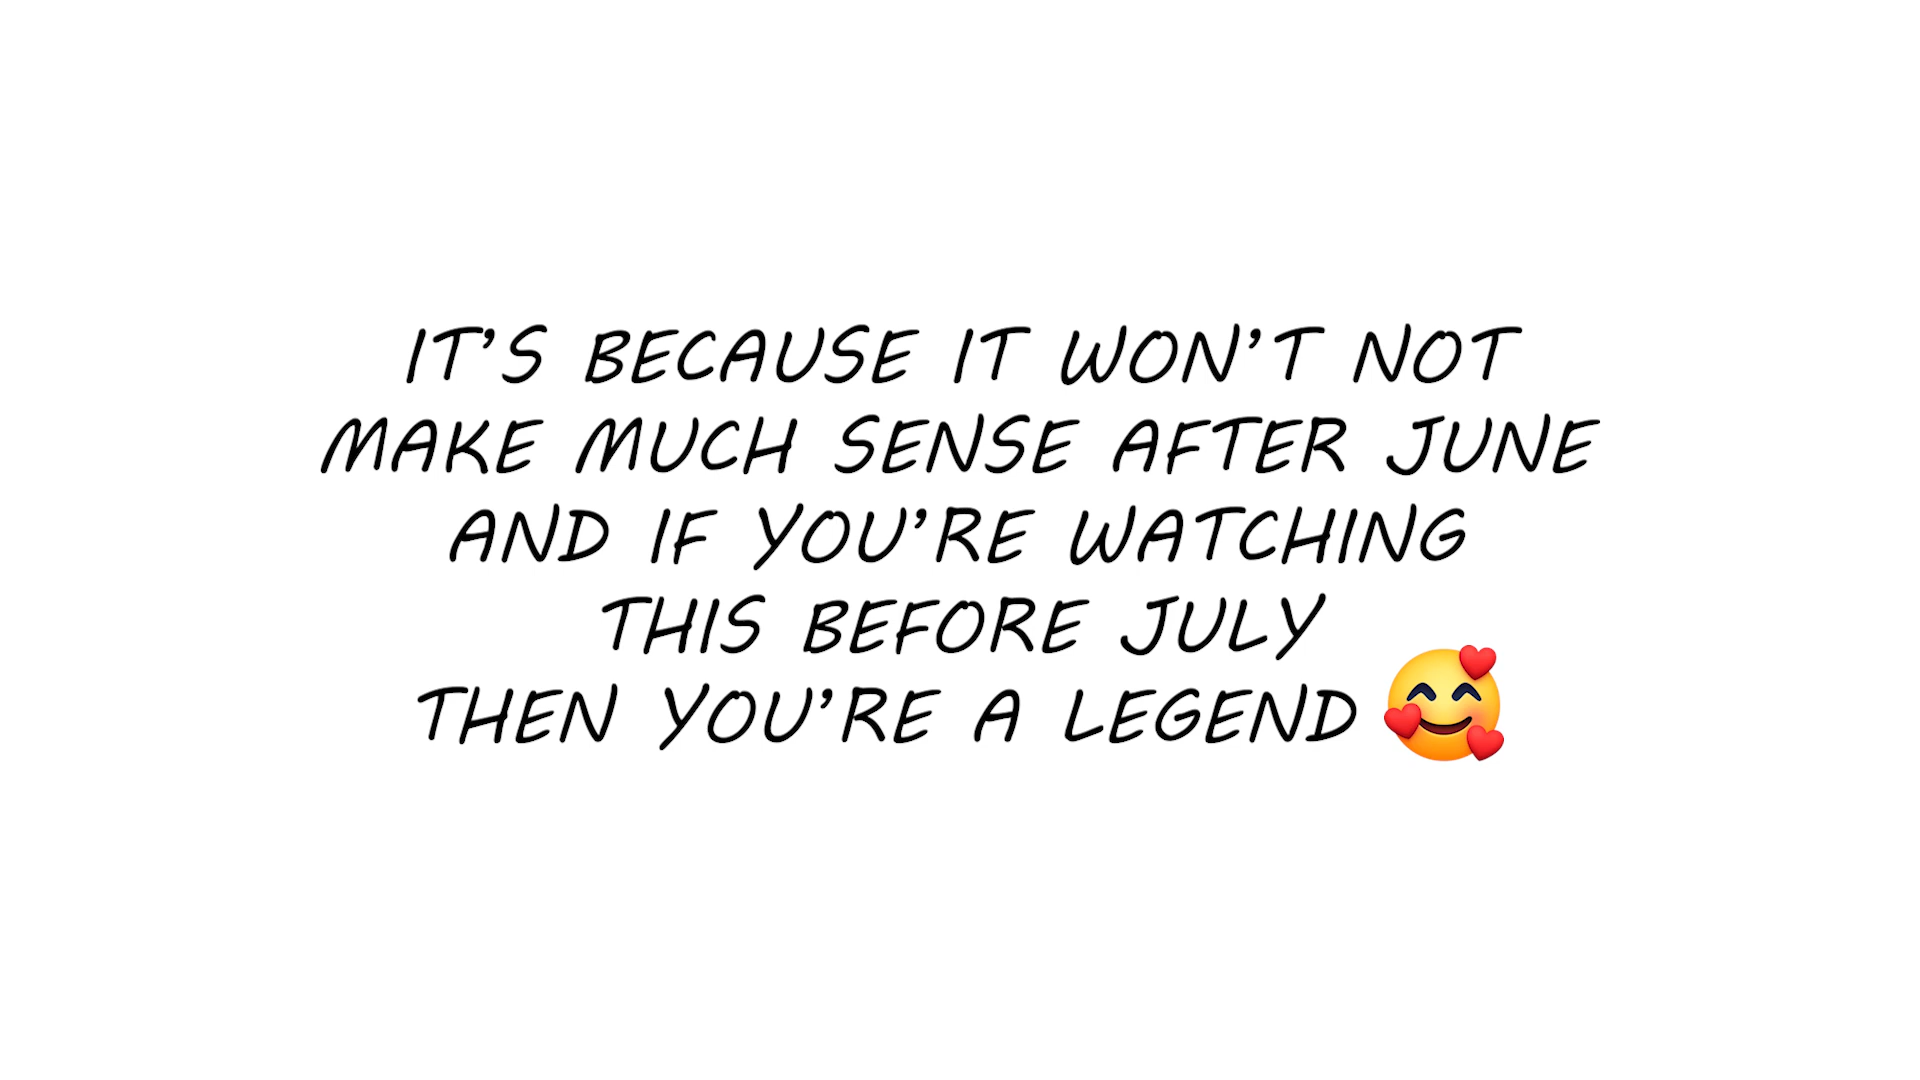 IT’S BECAUSE IT WON’T NOT
MAKE MUCH SENSE AFTER JUNE
AND IF YOU’RE WATCHING
THIS BEFORE JULY
THEN YOU’RE A LEGEND 🥰